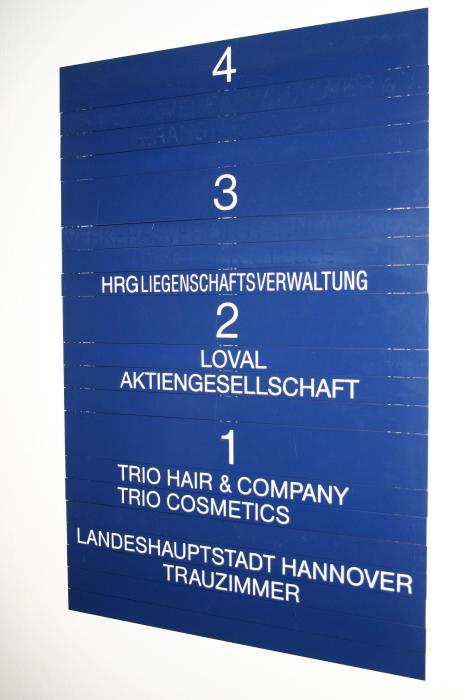 4
3
HRG LIEGENSCHAFTSVERWALTUNG
2
LOVAL
AKTIENGESELLSCHAFT
1
TRIO HAIR & COMPANY
TRIO COSMETICS
LANDESHAUPTSTADT HANNOVER
TRAUZIMMER